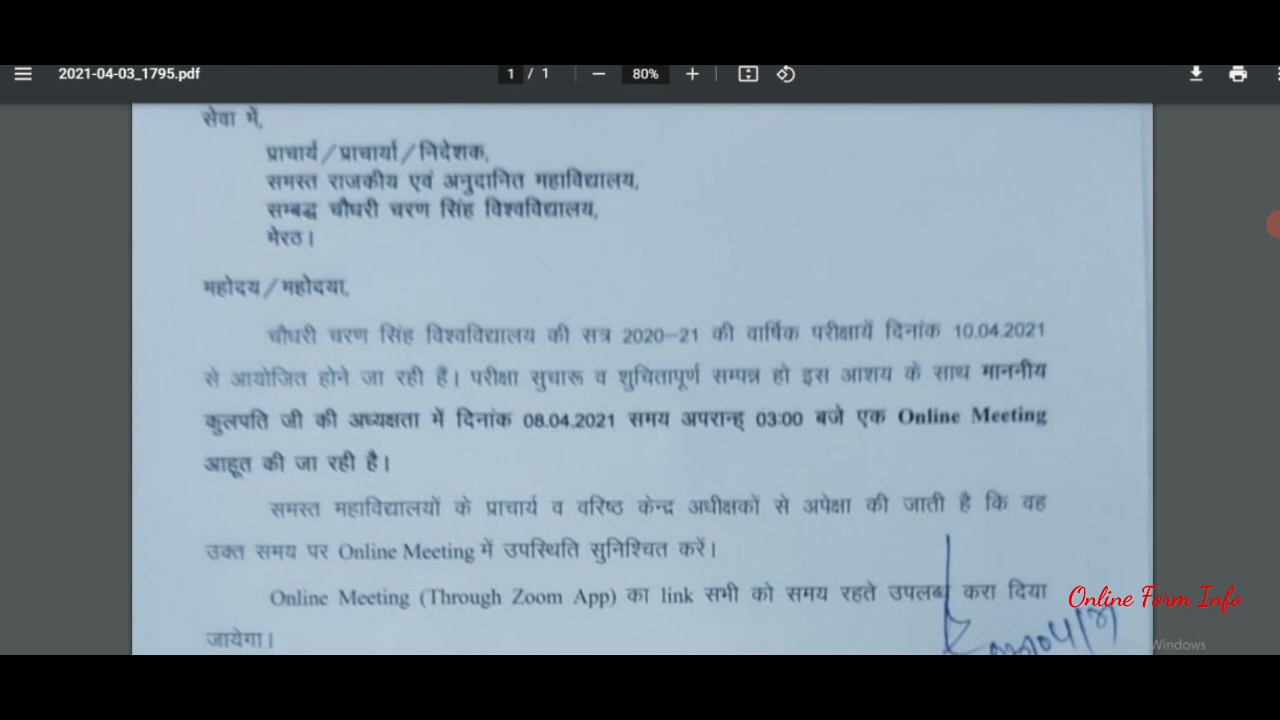 2021-04-03_1795.pdf
1 / 1
80%
सेवा में,
प्राचार्य/प्राचार्या/निदेशक,
समस्त राजकीय एवं अनुदानित महाविद्यालय,
सम्बद्ध चौधरी चरण सिंह विश्वविद्यालय,
मेरठ।
महोदय/महोदया,
चौधरी चरण सिंह विश्वविद्यालय की सत्र 2020-21 की वार्षिक परीक्षायें दिनांक 10.04.2021
से आयोजित होने जा रही हैं। परीक्षा सुचारू व शुचितापूर्ण सम्पन्न हो इस आशय के साथ माननीय
कुलपति जी की अध्यक्षता में दिनांक 08.04.2021 समय अपरान्ह् 03:00 बजे एक Online Meeting
आहूत की जा रही है।
समस्त महाविद्यालयों के प्राचार्य व वरिष्ठ केन्द्र अधीक्षकों से अपेक्षा की जाती है कि वह
उक्त समय पर Online Meeting में उपस्थिति सुनिश्चित करें।
Online Meeting (Through Zoom App) का link सभी को समय रहते उपलब्ध करा दिया
जायेगा।
Online Form Info
Windows